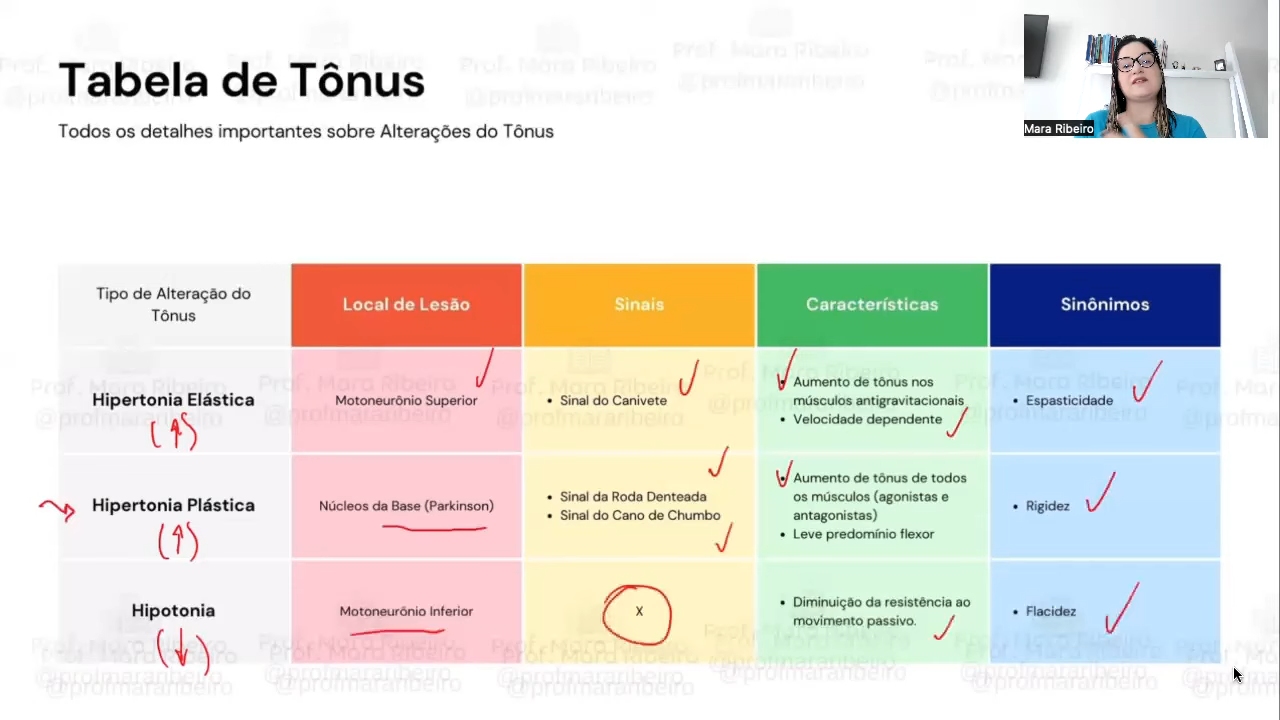 Tabela de Tônus
Todos os detalhes importantes sobre Alterações do Tônus
Mara Ribeiro
Tipo de Alteração do
Tônus
Local de Lesão
Sinais
Características
Sinônimos
Hipertonia Elástica
Motoneurônio Superior
• Sinal do Canivete
• Aumento de tônus nos
músculos antigravitacionais
• Velocidade dependente
• Espasticidade
Hipertonia Plástica
Núcleos da Base (Parkinson)
• Sinal da Roda Denteada
• Sinal do Cano de Chumbo
• Aumento de tônus de todos
os músculos (agonistas e
antagonistas)
• Leve predomínio flexor
• Rigidez
Hipotonia
Motoneurônio Inferior
X
• Diminuição da resistência ao
movimento passivo.
• Flacidez
Prof. Mara Ribeiro
@profmararibeiro